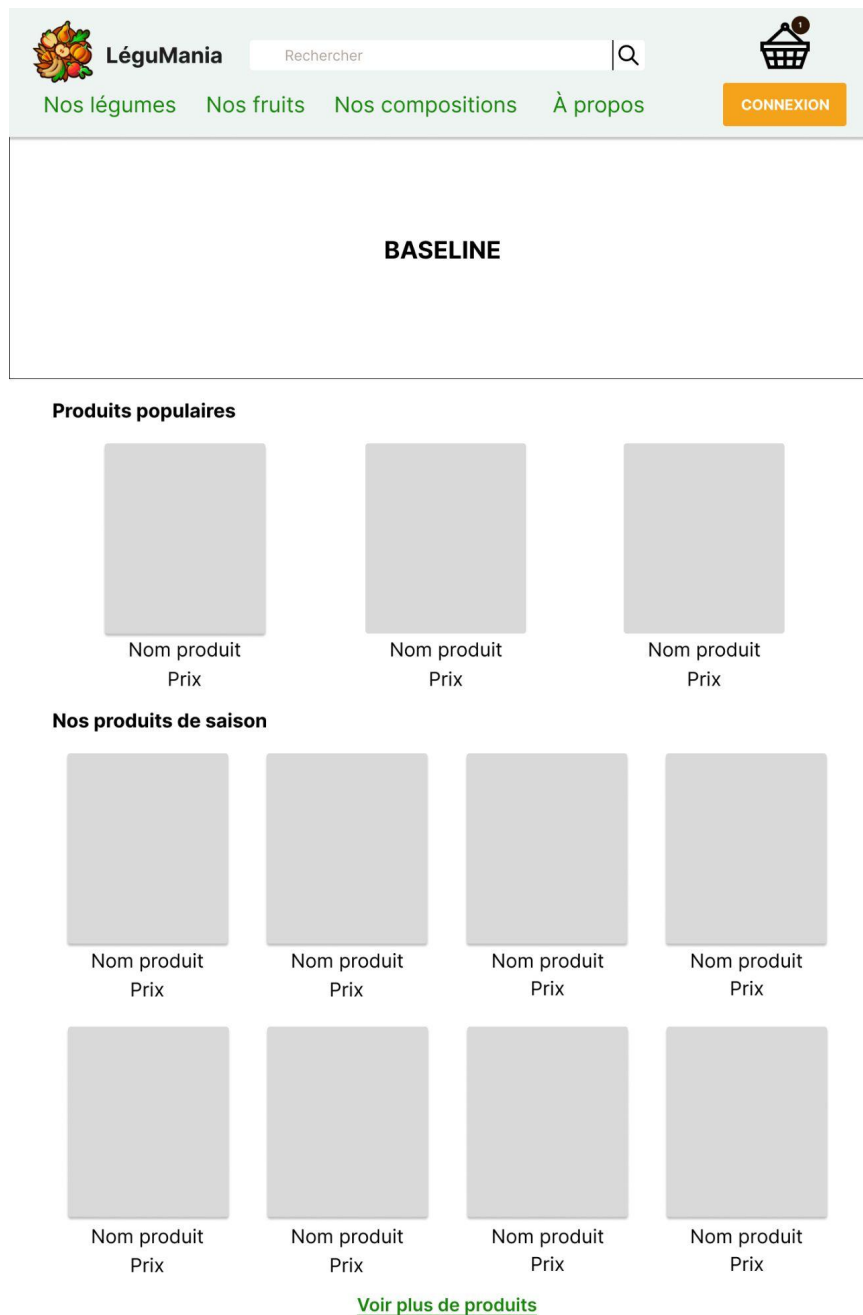 LéguMania
Rechercher
1
Nos légumes Nos fruits Nos compositions À propos
CONNEXION
BASELINE
Produits populaires
Nom produit Nom produit Nom produit
Prix Prix Prix
Nos produits de saison
Nom produit Nom produit Nom produit Nom produit
Prix Prix Prix Prix
Nom produit Nom produit Nom produit Nom produit
Prix Prix Prix Prix
Voir plus de produits